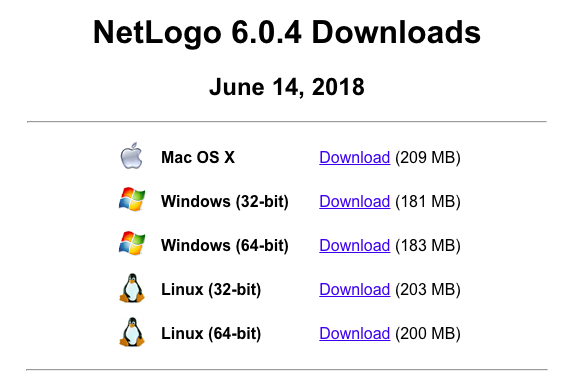 NetLogo 6.0.4 Downloads
June 14, 2018
Mac OS X Download (209 MB)
Windows (32-bit) Download (181 MB)
Windows (64-bit) Download (183 MB)
Linux (32-bit) Download (203 MB)
Linux (64-bit) Download (200 MB)